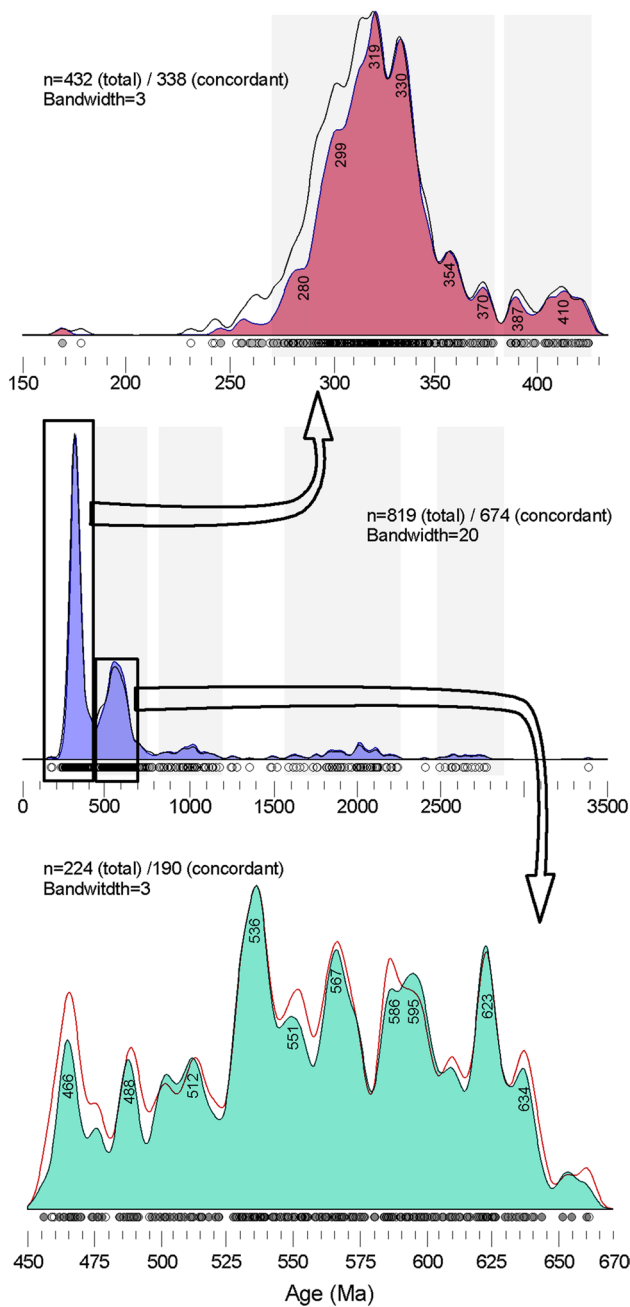 n=432 (total) / 338 (concordant)
Bandwidth=3
280
299
319
330
354
370
387
410
150 200 250 300 350 400
n=819 (total) / 674 (concordant)
Bandwidth=20
0 500 1000 1500 2000 2500 3500
n=224 (total) /190 (concordant)
Bandwitdth=3
466
488
512
536
551
567
586
595
623
634
450 475 500 525 550 575 600 625 650 670
Age (Ma)